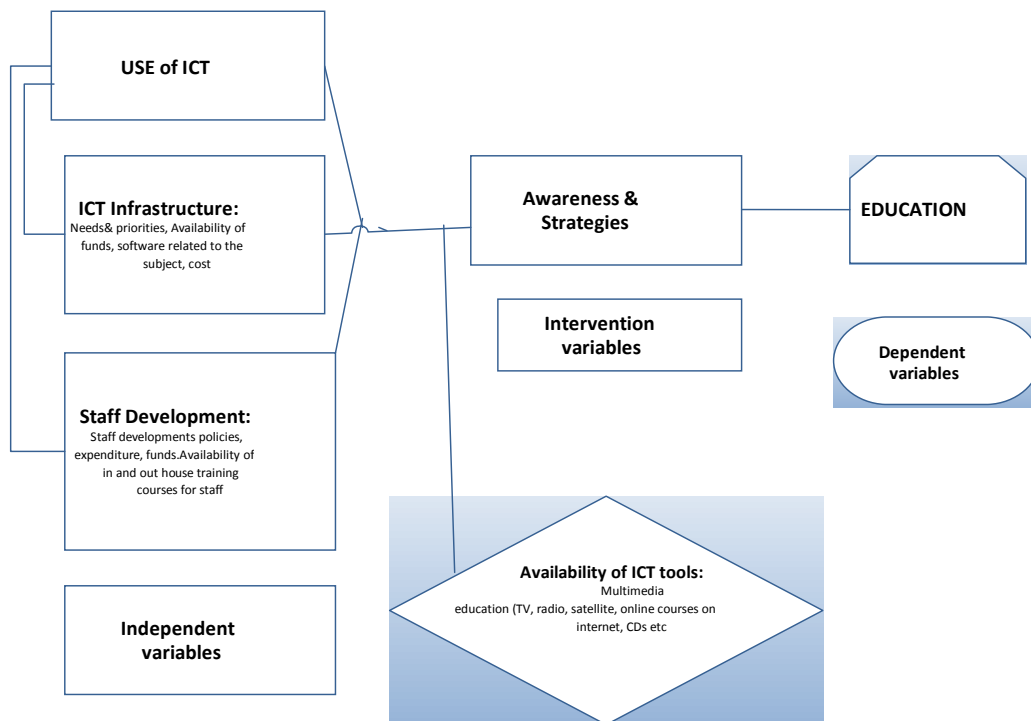 USE of ICT
ICT Infrastructure:
Needs& priorities, Availability of
funds, software related to the
subject, cost
Staff Development:
Staff developments policies,
expenditure, funds.Availability of
in and out house training
courses for staff
Independent
variables
Awareness &
Strategies
Intervention
variables
Availability of ICT tools:
Multimedia
education (TV, radio, satellite, online courses on
internet, CDs etc
EDUCATION
Dependent
variables